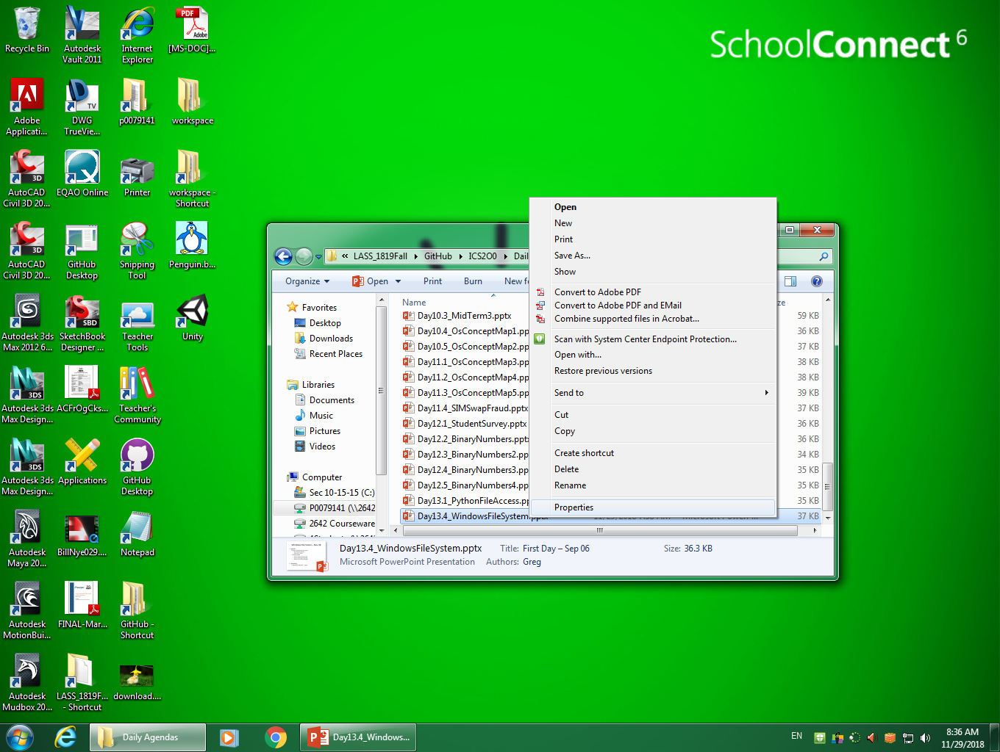 Recycle Bin
Autodesk
Vault 2011
Internet
Explorer
[MS-DOC]...
SchoolConnect 6
Adobe
Applicati...
DWG
TrueVie...
p0079141
workspace
AutoCAD
Civil 3D 20...
EQAO Online
Printer
workspace -
Shortcut
AutoCAD
Civil 3D 20...
GitHub
Desktop
Snipping
Tool
Penguin.b...
Autodesk 3ds
Max 2012 6...
SketchBook
Designer ...
Teacher
Tools
Unity
Autodesk 3ds
Max Design...
ACFrOgCks...
Teacher's
Community
Autodesk 3ds
Max Design...
Applications
GitHub
Desktop
Autodesk
Maya 20...
BillNye029....
Notepad
Autodesk
MotionBui...
FINAL-Mar...
GitHub -
Shortcut
Autodesk
Mudbox 20...
LASS_1819F...
- Shortcut
download....
« LASS_1819Fall GitHub ICS2O0 Dail
Organize Open Print Burn New f
Favorites
Desktop
Downloads
Recent Places
Libraries
Documents
Music
Pictures
Videos
Computer
Sec 10-15-15 (C:)
P0079141 (\\2642
2642 Courseware
Name
Day10.3_MidTerm3.pptx 59 KB
Day10.4_OsConceptMap1.pp 36 KB
Day10.5_OsConceptMap2.pp 37 KB
Day11.1_OsConceptMap3.pp 38 KB
Day11.2_OsConceptMap4.pp 38 KB
Day11.3_OsConceptMap5.pp 39 KB
Day11.4_SIMSwapFraud.pptx 37 KB
Day12.1_StudentSurvey.pptx 36 KB
Day12.2_BinaryNumbers.pptx 36 KB
Day12.3_BinaryNumbers2.pp 34 KB
Day12.4_BinaryNumbers3.pp 35 KB
Day12.5_BinaryNumbers4.pp 35 KB
Day13.1_PythonFileAccess.pp 35 KB
Day13.4_WindowsFileSystem.pptx 37 KB
Open
New
Print
Save As...
Show
Convert to Adobe PDF
Convert to Adobe PDF and EMail
Combine supported files in Acrobat...
Scan with System Center Endpoint Protection...
Open with...
Restore previous versions
Send to
Cut
Copy
Create shortcut
Delete
Rename
Properties
Day13.4_WindowsFileSystem.pptx Title: First Day – Sep 06 Size: 36.3 KB
Microsoft PowerPoint Presentation Authors: Greg
Daily Agendas
Day13.4_Windows...
EN
8:36 AM
11/29/2018